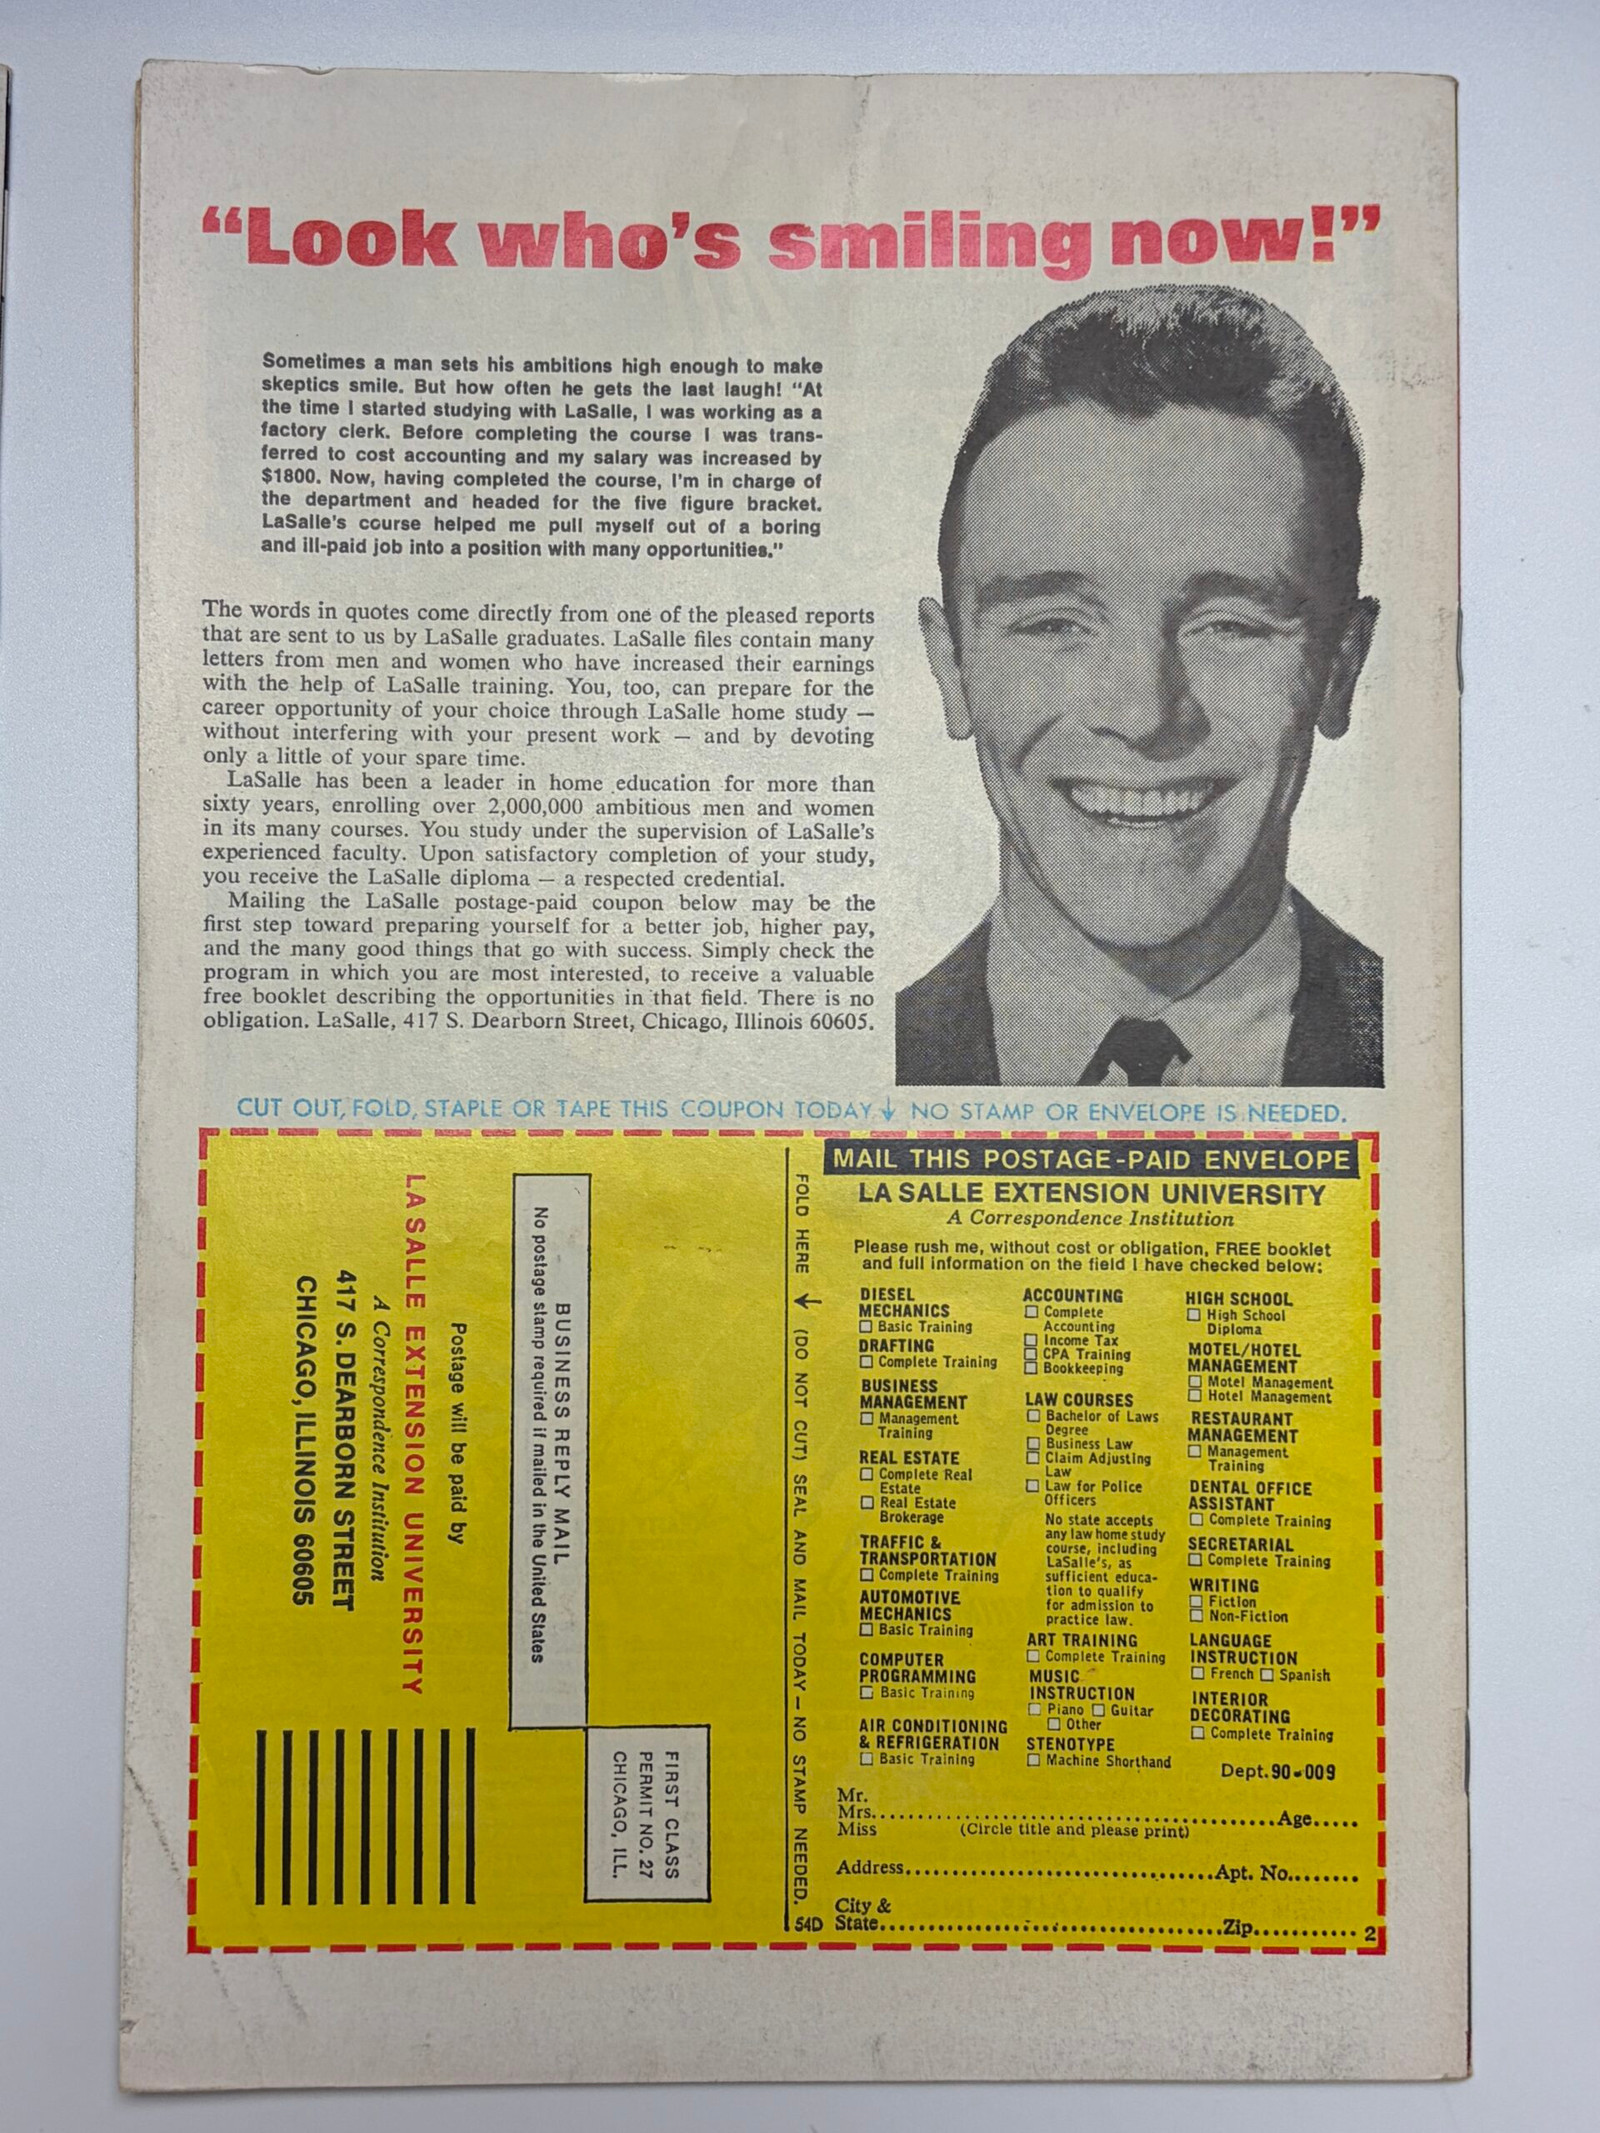 “Look who's smiling now!”
Sometimes a man sets his ambitions high enough to make
skeptics smile. But how often he gets the last laugh! “At
the time I started studying with LaSalle, I was working as a
factory clerk. Before completing the course I was trans-
ferred to cost accounting and my salary was increased by
$1800. Now, having completed the course, I'm in charge of
the department and headed for the five figure bracket.
LaSalle's course helped me pull myself out of a boring
and ill-paid job into a position with many opportunities.”
The words in quotes come directly from one of the pleased reports
that are sent to us by LaSalle graduates. LaSalle files contain many
letters from men and women who have increased their earnings
with the help of LaSalle training. You, too, can prepare for the
career opportunity of your choice through LaSalle home study —
without interfering with your present work — and by devoting
only a little of your spare time.
LaSalle has been a leader in home education for more than
sixty years, enrolling over 2,000,000 ambitious men and women
in its many courses. You study under the supervision of LaSalle's
experienced faculty. Upon satisfactory completion of your study,
you receive the LaSalle diploma — a respected credential.
Mailing the LaSalle postage-paid coupon below may be the
first step toward preparing yourself for a better job, higher pay,
and the many good things that go with success. Simply check the
program in which you are most interested, to receive a valuable
free booklet describing the opportunities in that field. There is no
obligation. LaSalle, 417 S. Dearborn Street, Chicago, Illinois 60605.
CUT OUT, FOLD, STAPLE OR TAPE THIS COUPON TODAY ↓ NO STAMP OR ENVELOPE IS NEEDED.
FIRST CLASS
PERMIT NO. 27
CHICAGO, ILL.
BUSINESS REPLY MAIL
No postage stamp required if mailed in the United States
Postage will be paid by
LA SALLE EXTENSION UNIVERSITY
A Correspondence Institution
417 S. DEARBORN STREET
CHICAGO, ILLINOIS 60605
FOLD HERE ↓ (DO NOT CUT) SEAL AND MAIL TODAY — NO STAMP NEEDED.
54D
MAIL THIS POSTAGE-PAID ENVELOPE
LA SALLE EXTENSION UNIVERSITY
A Correspondence Institution
Please rush me, without cost or obligation, FREE booklet
and full information on the field I have checked below:
DIESEL
MECHANICS
☐ Basic Training
DRAFTING
☐ Complete Training
BUSINESS
MANAGEMENT
☐ Management
Training
REAL ESTATE
☐ Complete Real
Estate
☐ Real Estate
Brokerage
TRAFFIC &
TRANSPORTATION
☐ Complete Training
AUTOMOTIVE
MECHANICS
☐ Basic Training
COMPUTER
PROGRAMMING
☐ Basic Training
AIR CONDITIONING
& REFRIGERATION
☐ Basic Training
ACCOUNTING
☐ Complete
Accounting
☐ Income Tax
☐ CPA Training
☐ Bookkeeping
LAW COURSES
☐ Bachelor of Laws
Degree
☐ Business Law
☐ Claim Adjusting
Law
☐ Law for Police
Officers
No state accepts
any law home study
course, including
LaSalle's, as
sufficient educa-
tion to qualify
for admission to
practice law.
ART TRAINING
☐ Complete Training
MUSIC
INSTRUCTION
☐ Piano ☐ Guitar
☐ Other
STENOTYPE
☐ Machine Shorthand
HIGH SCHOOL
☐ High School
Diploma
MOTEL/HOTEL
MANAGEMENT
☐ Motel Management
☐ Hotel Management
RESTAURANT
MANAGEMENT
☐ Management
Training
DENTAL OFFICE
ASSISTANT
☐ Complete Training
SECRETARIAL
☐ Complete Training
WRITING
☐ Fiction
☐ Non-Fiction
LANGUAGE
INSTRUCTION
☐ French ☐ Spanish
INTERIOR
DECORATING
☐ Complete Training
Dept. 90-009
Mr.
Mrs. ........ Age.....
Miss (Circle title and please print)
Address ........ Apt. No........
City &
State ........ Zip........ 2